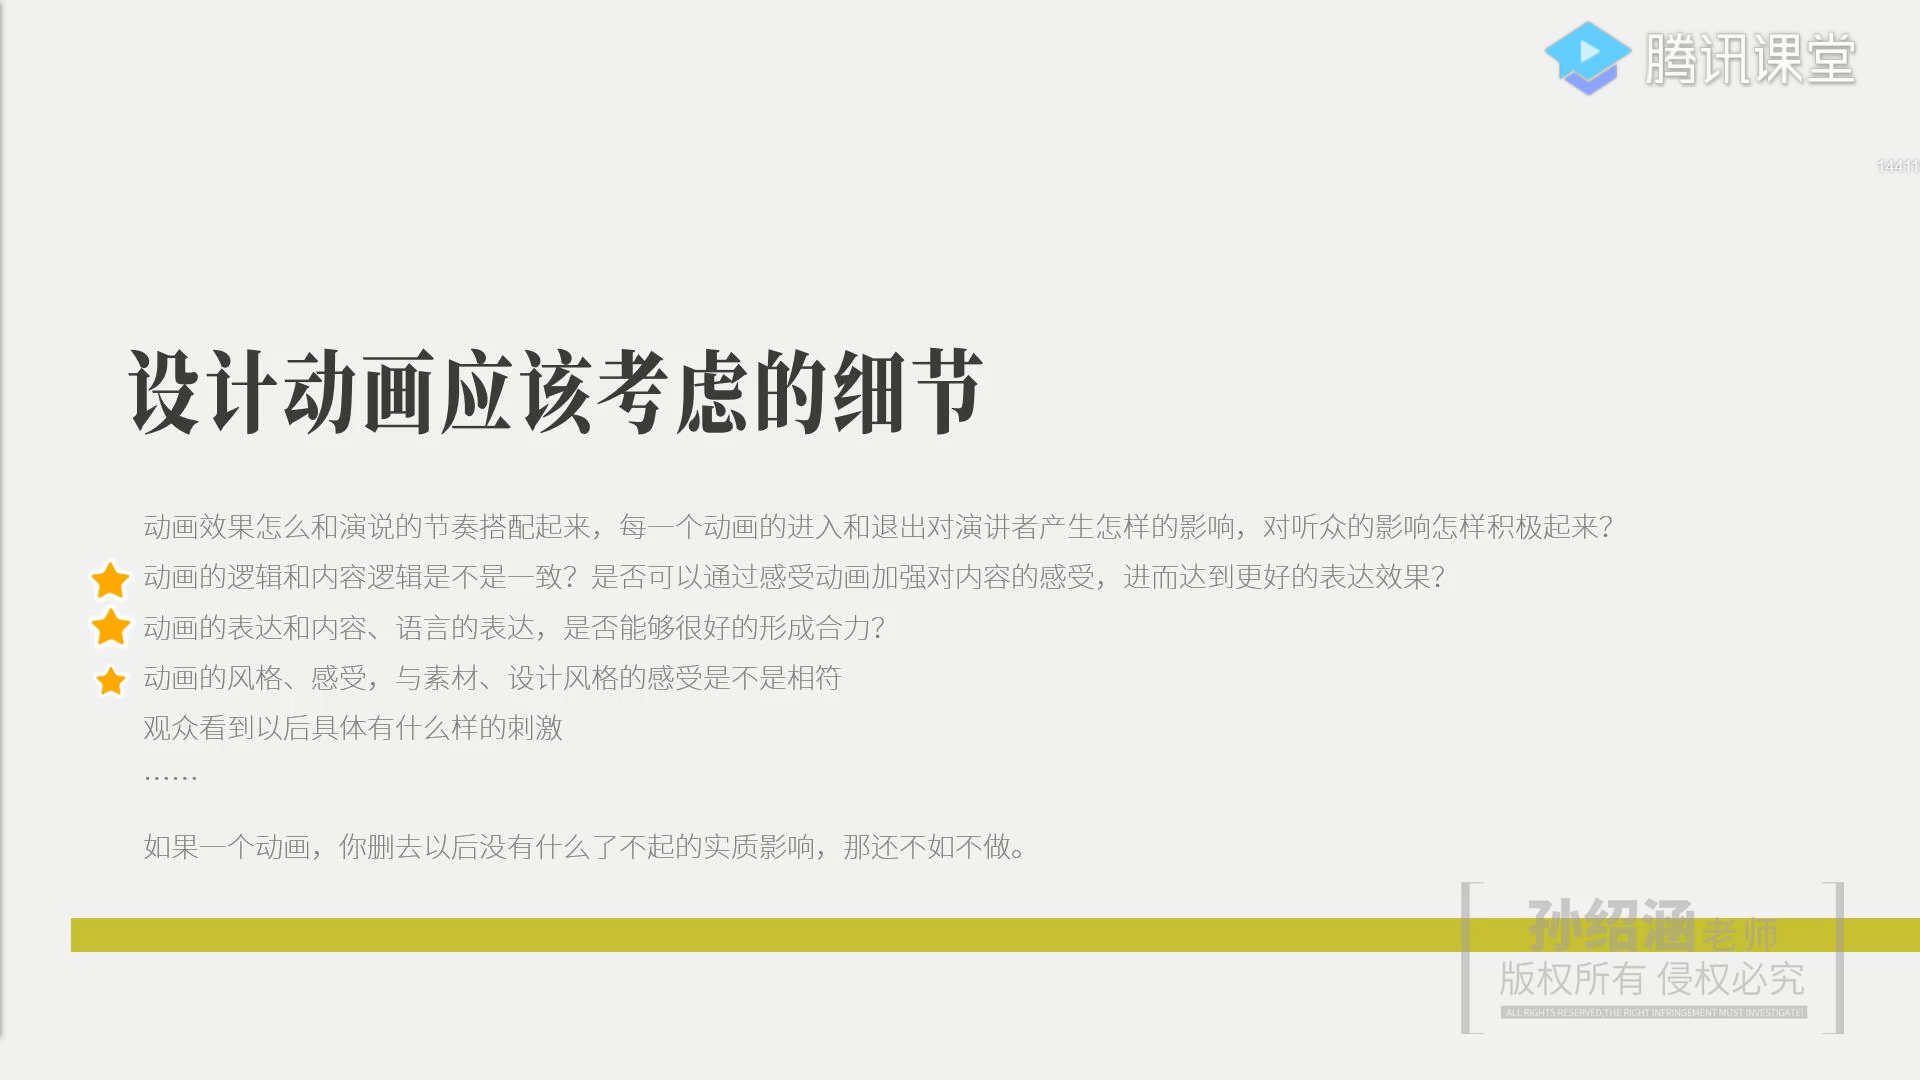 腾讯课堂
14411
设计动画应该考虑的细节
动画效果怎么和演说的节奏搭配起来，每一个动画的进入和退出对演讲者产生怎样的影响，对听众的影响怎样积极起来？
动画的逻辑和内容逻辑是不是一致？是否可以通过感受动画加强对内容的感受，进而达到更好的表达效果？
动画的表达和内容、语言的表达，是否能够很好的形成合力？
动画的风格、感受，与素材、设计风格的感受是不是相符
观众看到以后具体有什么样的刺激
……
如果一个动画，你删去以后没有什么了不起的实质影响，那还不如不做。
孙绍涵老师
版权所有 侵权必究
ALL RIGHTS RESERVED,THE RIGHT INFRINGEMENT MUST INVESTIGATE!